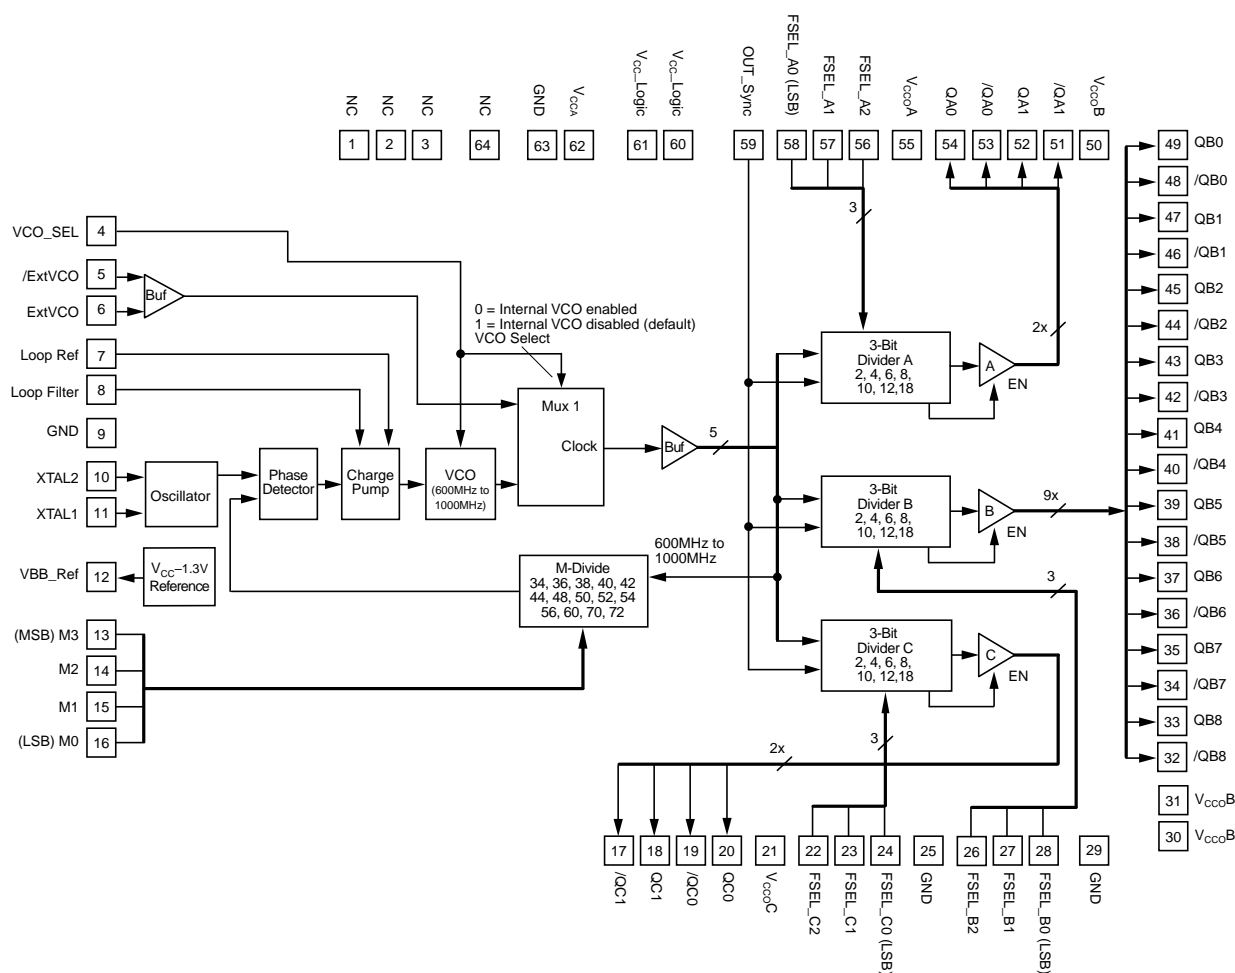 NC
NC
NC
NC
GND
VCCA
VCC_Logic
VCC_Logic
OUT_Sync
FSEL_A0 (LSB)
FSEL_A1
FSEL_A2
VCCOA
QA0
/QA0
QA1
/QA1
VCCOB
1
2
3
64
63
62
61
60
59
58
57
56
55
54
53
52
51
50
49 QB0
48 /QB0
47 QB1
46 /QB1
45 QB2
44 /QB2
43 QB3
42 /QB3
41 QB4
40 /QB4
39 QB5
38 /QB5
37 QB6
36 /QB6
35 QB7
34 /QB7
33 QB8
32 /QB8
31 VCCOB
30 VCCOB
VCO_SEL 4
/ExtVCO 5
ExtVCO 6
Buf
Loop Ref 7
Loop Filter 8
GND 9
XTAL2 10
XTAL1 11
VBB_Ref 12
(MSB) M3 13
M2 14
M1 15
(LSB) M0 16
0 = Internal VCO enabled
1 = Internal VCO disabled (default)
VCO Select
Mux 1
Clock
Buf
5
Oscillator
Phase
Detector
Charge
Pump
VCO
(600MHz to
1000MHz)
VCC–1.3V
Reference
M-Divide
34, 36, 38, 40, 42
44, 48, 50, 52, 54
56, 60, 70, 72
600MHz to
1000MHz
3
3-Bit
Divider A
2, 4, 6, 8,
10, 12,18
A
EN
2x
3-Bit
Divider B
2, 4, 6, 8,
10, 12,18
B
EN
9x
3
3-Bit
Divider C
2, 4, 6, 8,
10, 12,18
C
EN
3
2x
17
18
19
20
21
22
23
24
25
26
27
28
29
/QC1
QC1
/QC0
QC0
VCCOC
FSEL_C2
FSEL_C1
FSEL_C0 (LSB)
GND
FSEL_B2
FSEL_B1
FSEL_B0 (LSB)
GND